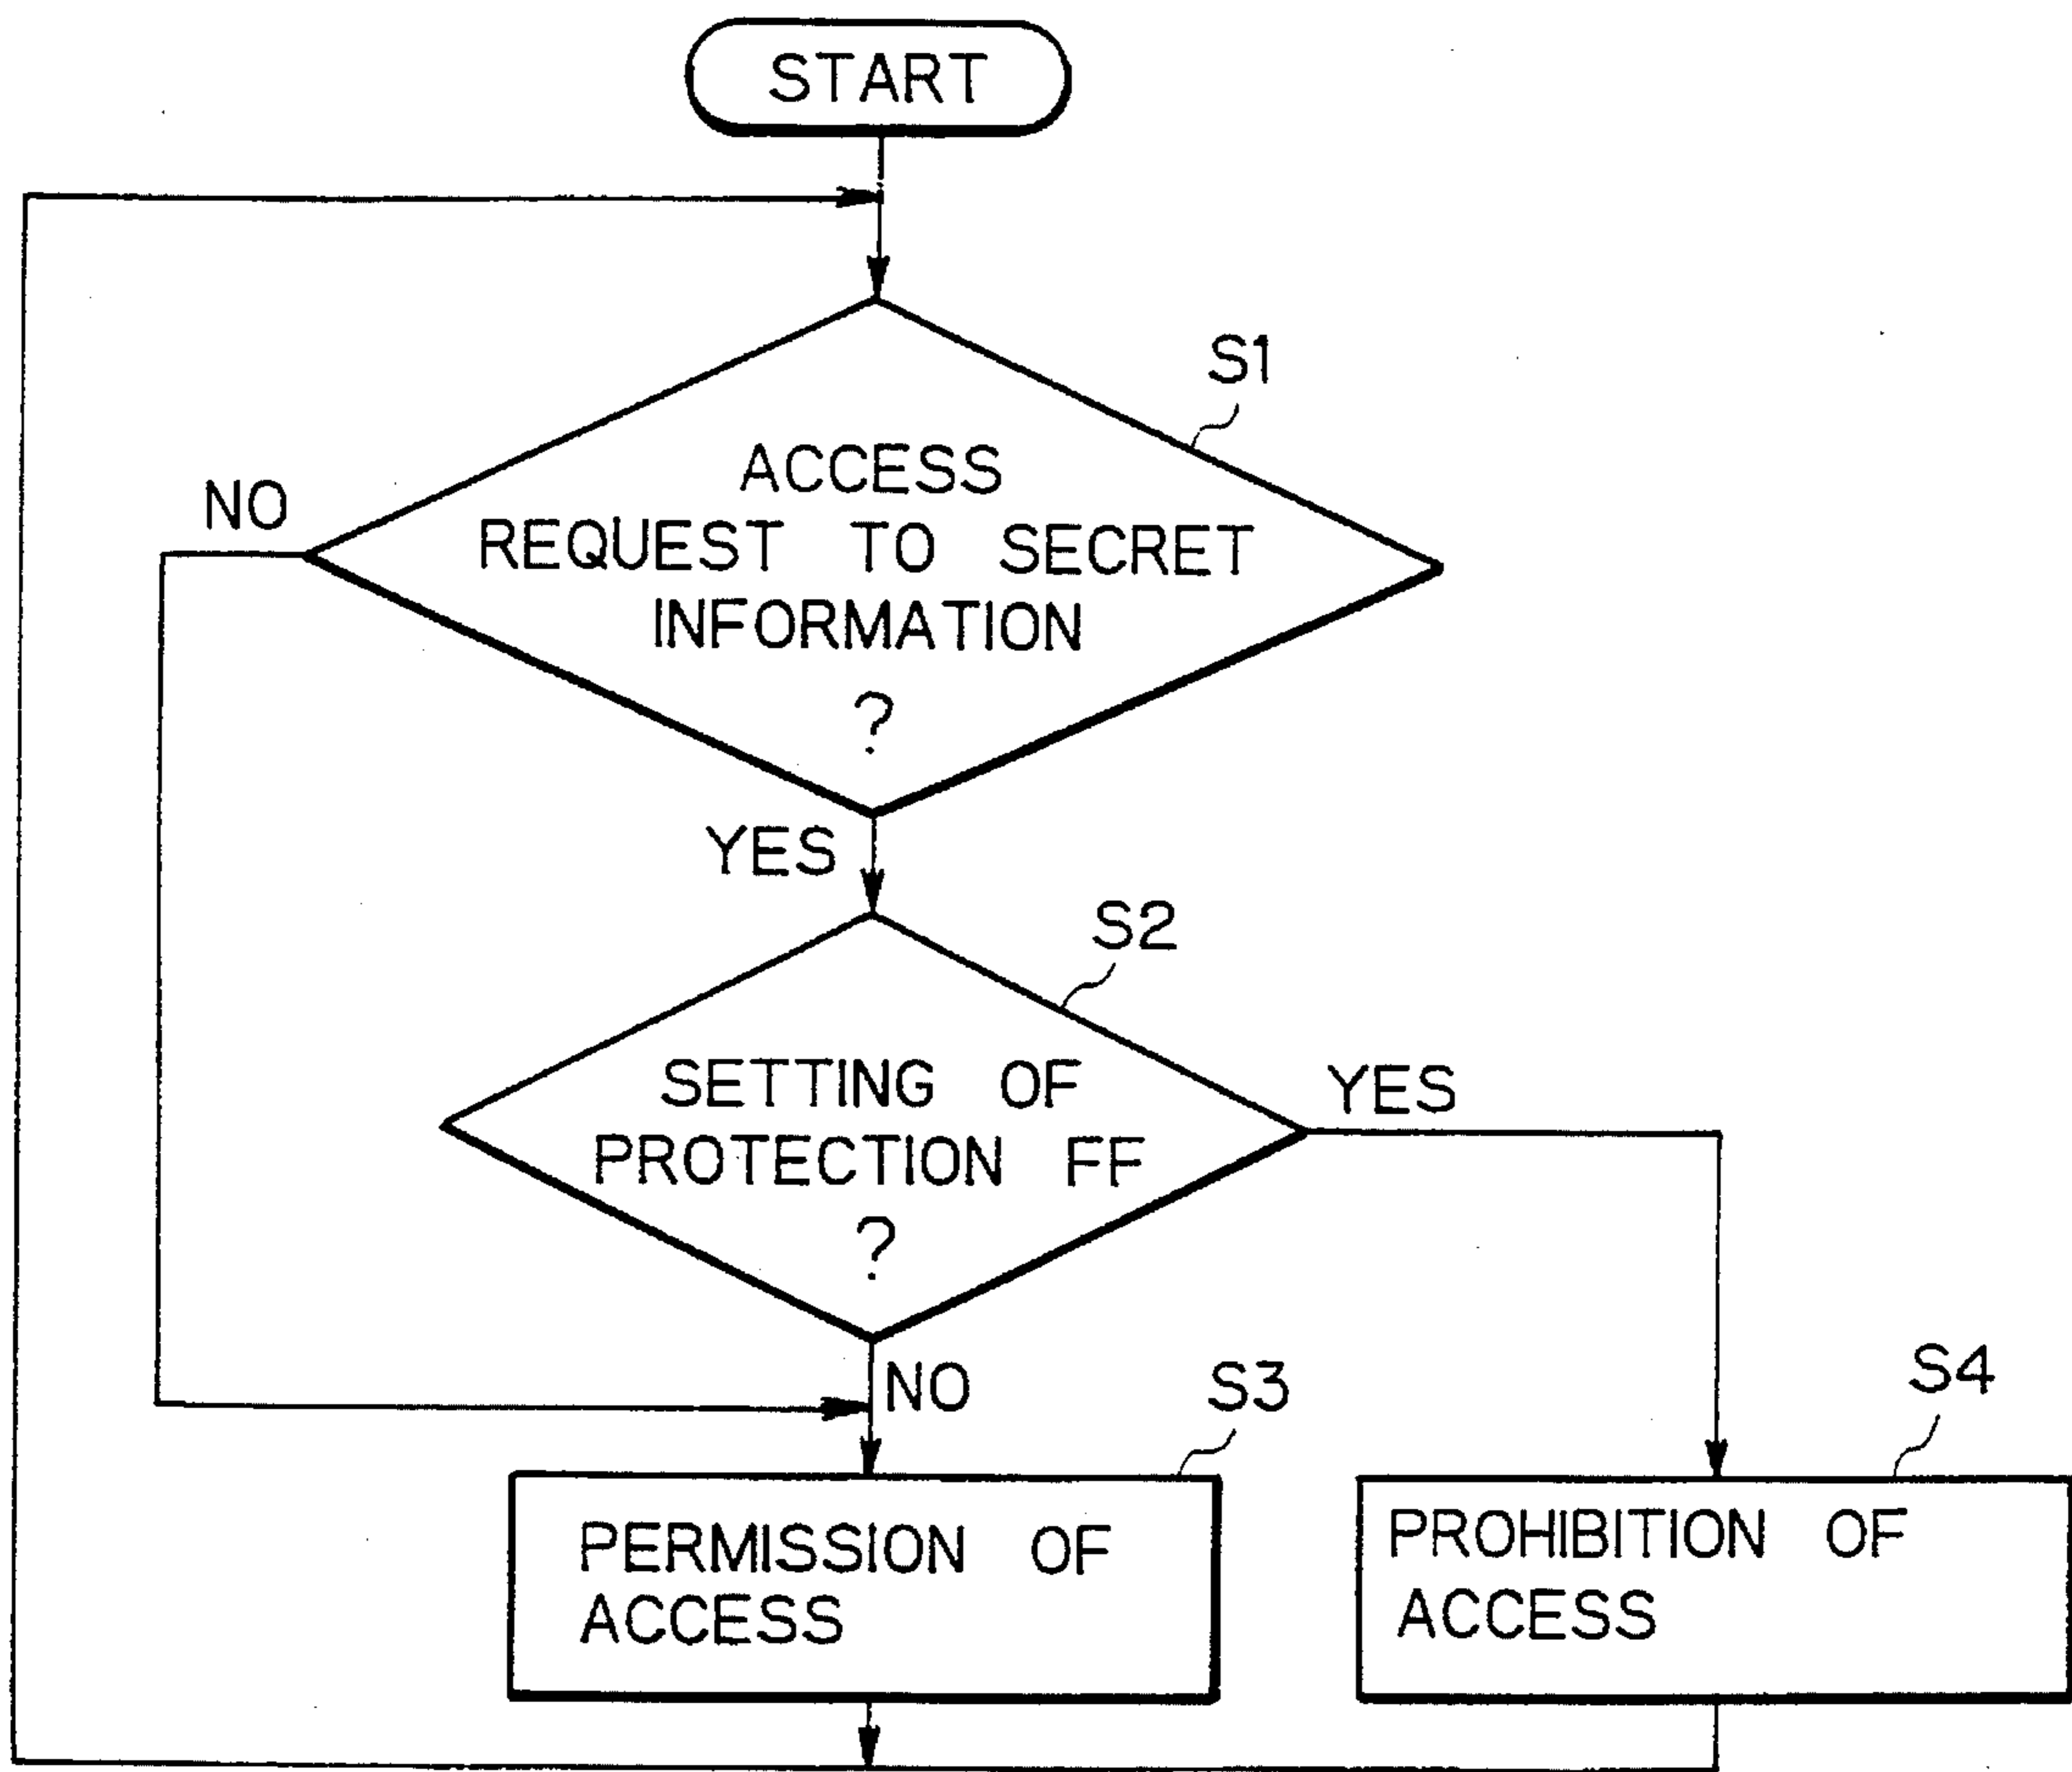 START
S1
ACCESS
NO
REQUEST TO SECRET
INFORMATION
?
YES
S2
SETTING OF
YES
PROTECTION FF
?
NO
S3
S4
PERMISSION OF
ACCESS
PROHIBITION OF
ACCESS